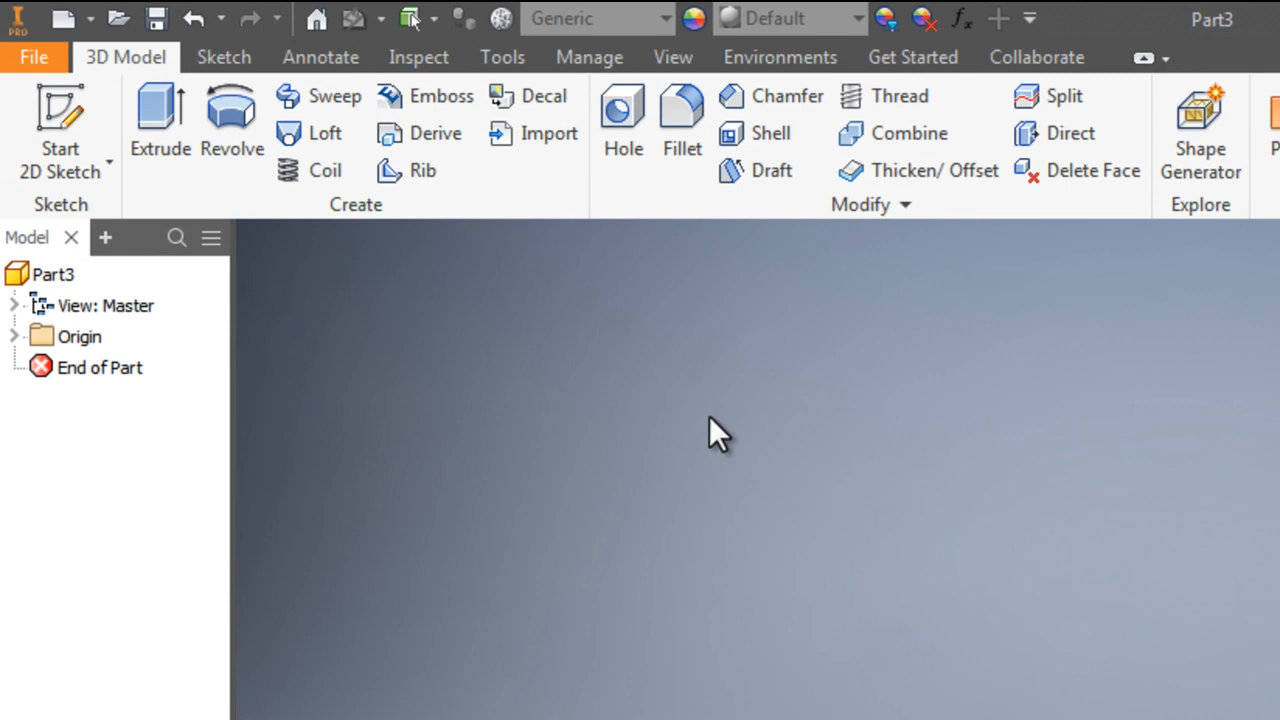 PRO
Generic
Default
fx
Part3
File
3D Model
Sketch
Annotate
Inspect
Tools
Manage
View
Environments
Get Started
Collaborate
Start
2D Sketch
Sketch
Extrude
Revolve
Sweep
Loft
Coil
Emboss
Derive
Rib
Decal
Import
Create
Hole
Fillet
Chamfer
Shell
Draft
Thread
Combine
Thicken/ Offset
Split
Direct
Delete Face
Modify
Shape
Generator
Explore
P
Model
Part3
View: Master
Origin
End of Part